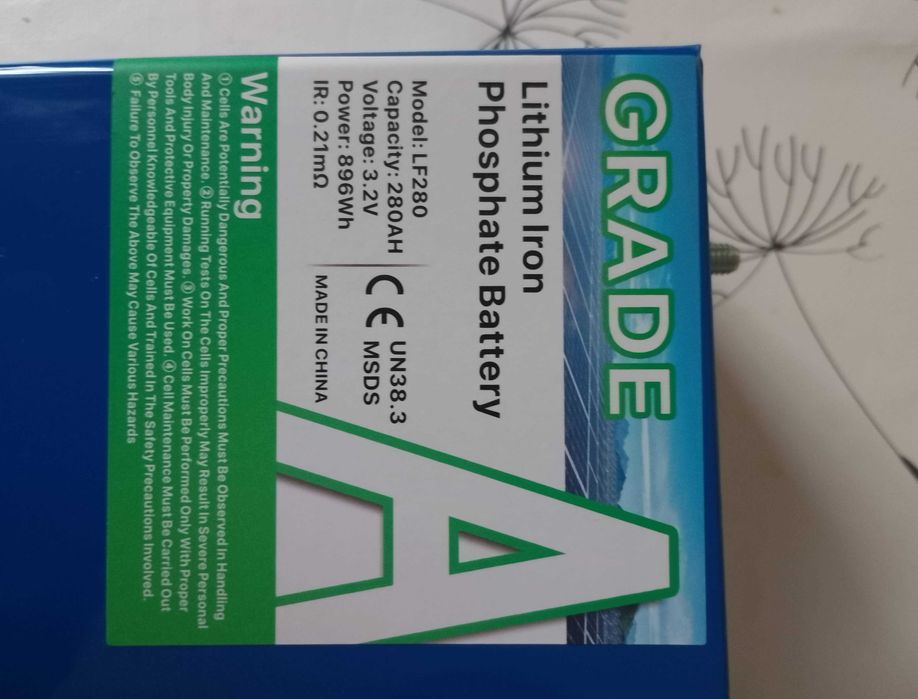 GRADE
A
Lithium Iron
Phosphate Battery
Model: LF280
Capacity: 280AH
Voltage: 3.2V
Power: 896Wh
IR: 0.21mΩ
CE UN38.3
MSDS
MADE IN CHINA
Warning
① Cells Are Potentially Dangerous And Proper Precautions Must Be Observed In Handling
And Maintenance. ② Running Tests On The Cells Improperly May Result In Severe Personal
Body Injury Or Property Damages. ③ Work On Cells Must Be Performed Only With Proper
Tools And Protective Equipment Must Be Used. ④ Cell Maintenance Must Be Carried Out
By Personnel Knowledgeable Of Cells And Trained In The Safety Precautions Involved.
⑤ Failure To Observe The Above May Cause Various Hazards